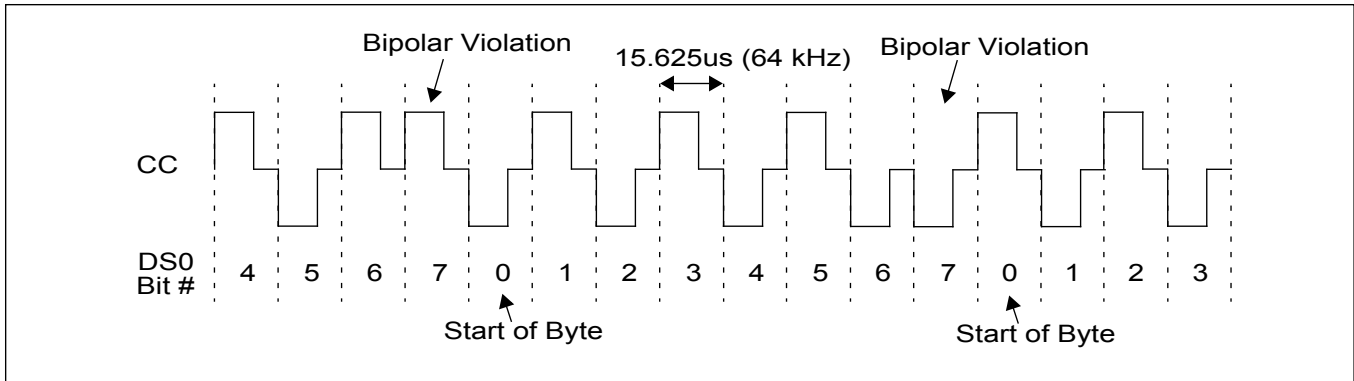 Bipolar Violation
15.625us (64 kHz)
Bipolar Violation
CC
DS0
Bit #
4 5 6 7 0 1 2 3 4 5 6 7 0 1 2 3
Start of Byte
Start of Byte